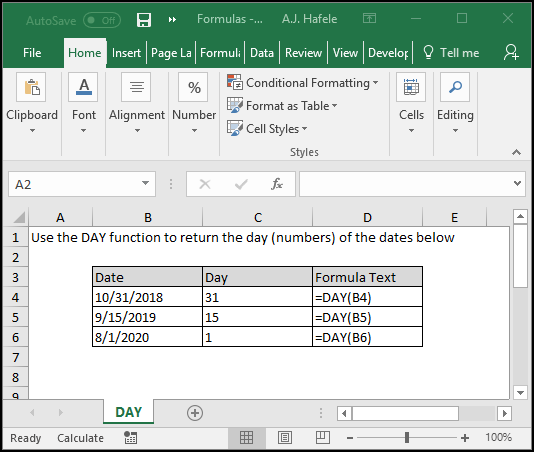 AutoSave Off Formulas -... A.J. Hafele
File Home Insert Page La Formula Data Review View Develop Tell me
Clipboard Font Alignment % Number Conditional Formatting Format as Table Cell Styles Cells Editing
Styles
A2 fx
A B C D E
1 Use the DAY function to return the day (numbers) of the dates below
2
3 Date Day Formula Text
4 10/31/2018 31 =DAY(B4)
5 9/15/2019 15 =DAY(B5)
6 8/1/2020 1 =DAY(B6)
7
8
9
DAY
Ready Calculate 100%